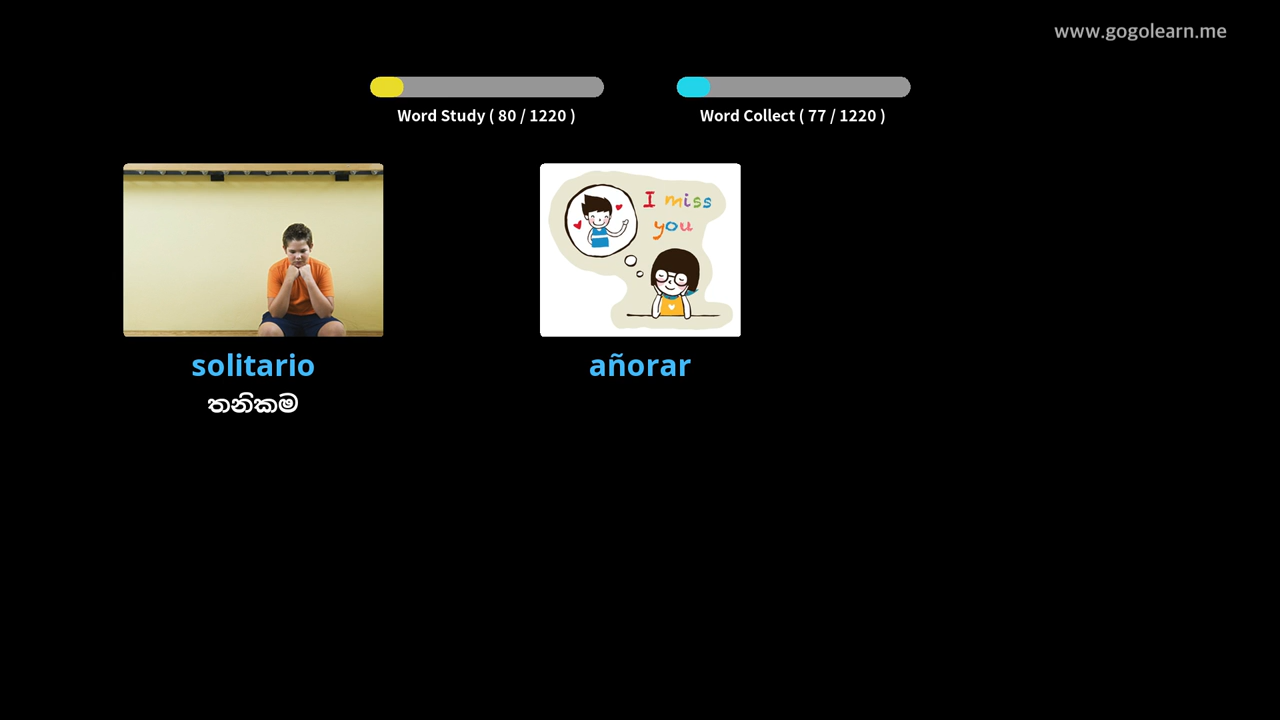 www.gogolearn.me
Word Study ( 80 / 1220 )
Word Collect ( 77 / 1220 )
I miss
you
solitario
තනිකම
añorar